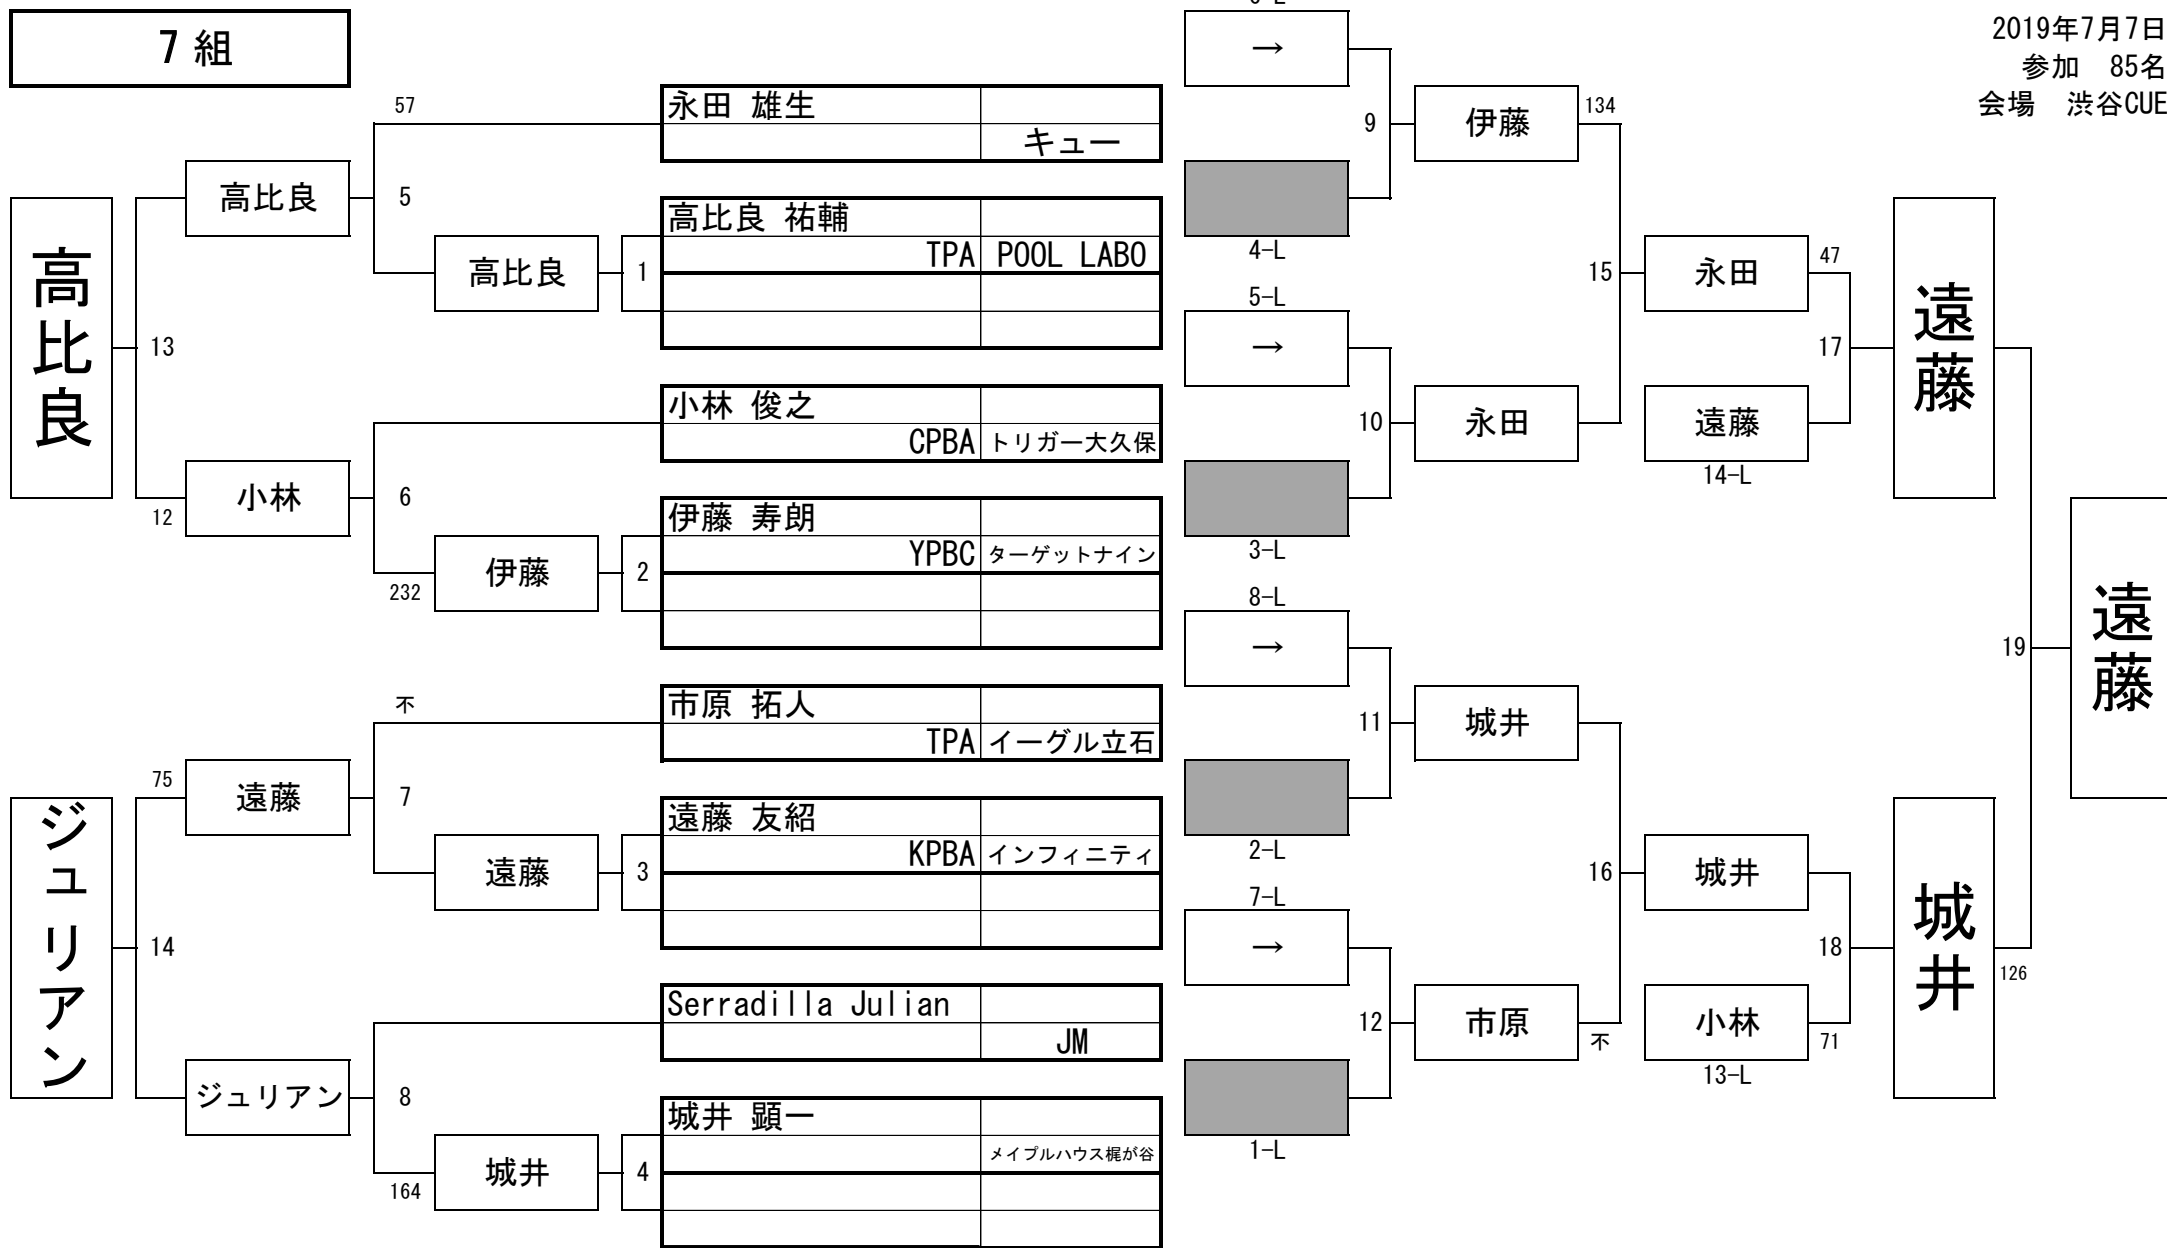 7 組
2019年7月7日
参加 85名
会場 渋谷CUE
高比良
13
高比良
12
小林
57
5
高比良
1
永田 雄生
キュー
高比良 祐輔
TPA POOL LABO
6
232
伊藤
2
小林 俊之
CPBA トリガー大久保
伊藤 寿朗
YPBC ターゲットナイン
ジュリアン
14
75
遠藤
ジュリアン
不
7
遠藤
3
市原 拓人
TPA イーグル立石
遠藤 友紹
KPBA インフィニティ
8
164
城井
4
Serradilla Julian
JM
城井 顕一
メイプルハウス梶が谷
→
9
4-L
伊藤
134
5-L
→
10
3-L
永田
15
永田
47
17
遠藤
14-L
遠藤
8-L
→
11
2-L
城井
7-L
→
12
1-L
市原
不
16
城井
18
小林
71
13-L
城井
126
19
遠藤